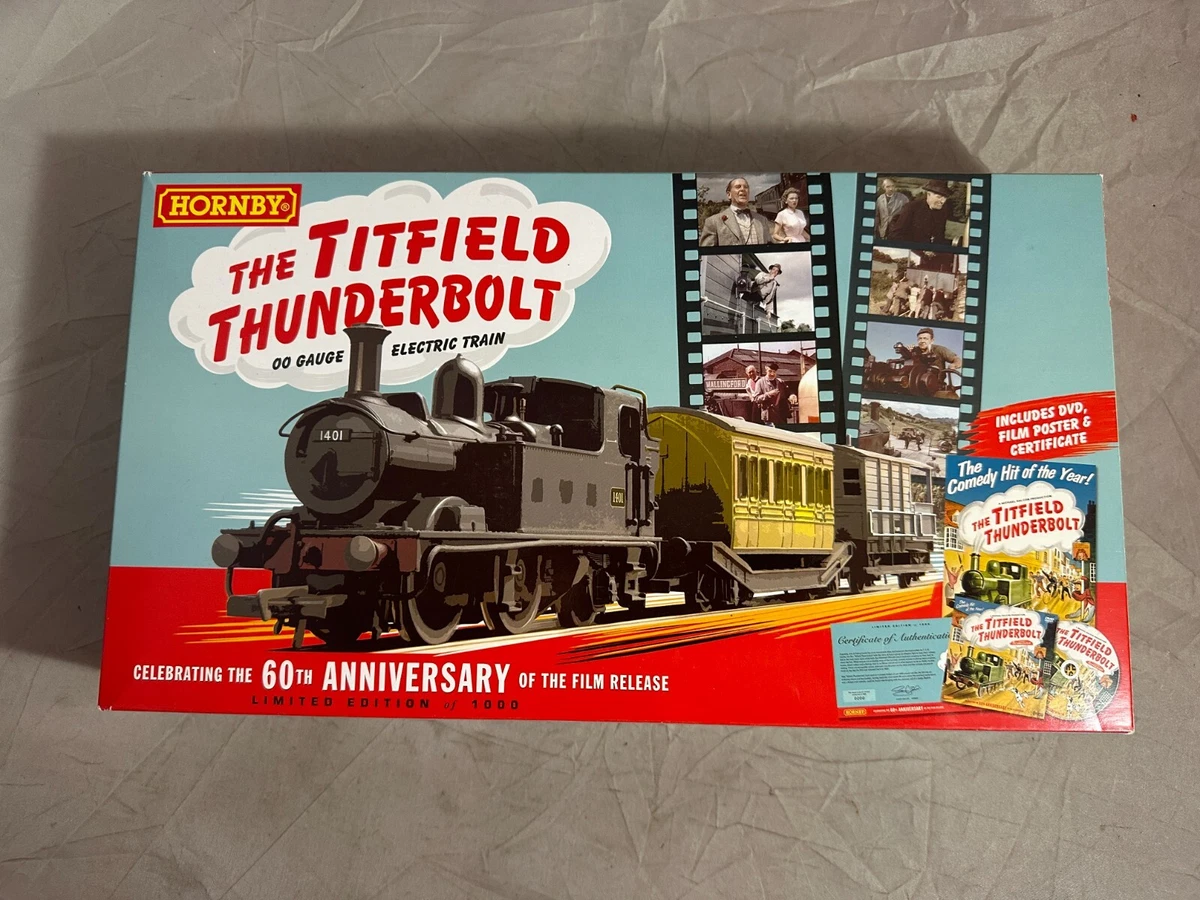 HORNBY®
THE TITFIELD
THUNDERBOLT
OO GAUGE ELECTRIC TRAIN
1401
1401
WALLINGFORD
INCLUDES DVD,
FILM POSTER &
CERTIFICATE
The
Comedy Hit of the Year!
THE TITFIELD
THUNDERBOLT
THE TITFIELD
THUNDERBOLT
THE TITFIELD
THUNDERBOLT
Certificate of Authenticati
HORNBY
CELEBRATING THE 60TH ANNIVERSARY OF THE FILM RELEASE
LIMITED EDITION of 1000